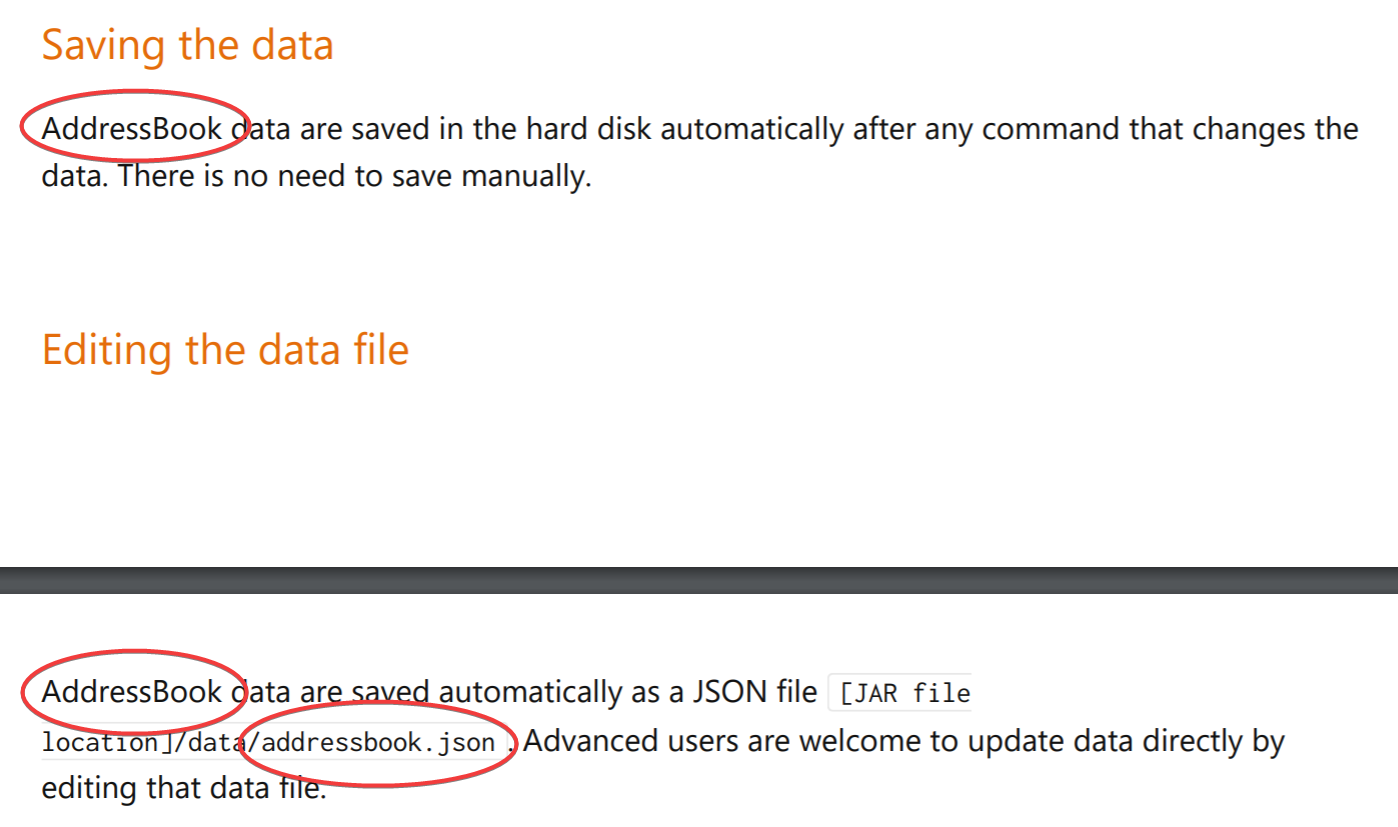 Saving the data
AddressBook data are saved in the hard disk automatically after any command that changes the
data. There is no need to save manually.
Editing the data file
AddressBook data are saved automatically as a JSON file [JAR file
location]/data/addressbook.json . Advanced users are welcome to update data directly by
editing that data file.